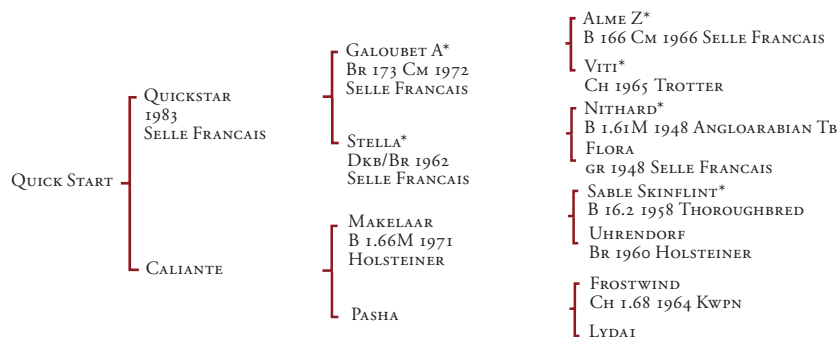 Quick Start
Quickstar
1983
Selle Francais
Caliante
Galoubet A*
Br 173 Cm 1972
Selle Francais
Stella*
Dkb/Br 1962
Selle Francais
Makelaar
B 1.66M 1971
Holsteiner
Pasha
Alme Z*
B 166 Cm 1966 Selle Francais
Viti*
Ch 1965 Trotter
Nithard*
B 1.61M 1948 Angloarabian Tb
Flora
gr 1948 Selle Francais
Sable Skinflint*
B 16.2 1958 Thoroughbred
Uhrendorf
Br 1960 Holsteiner
Frostwind
Ch 1.68 1964 Kwpn
Lydai